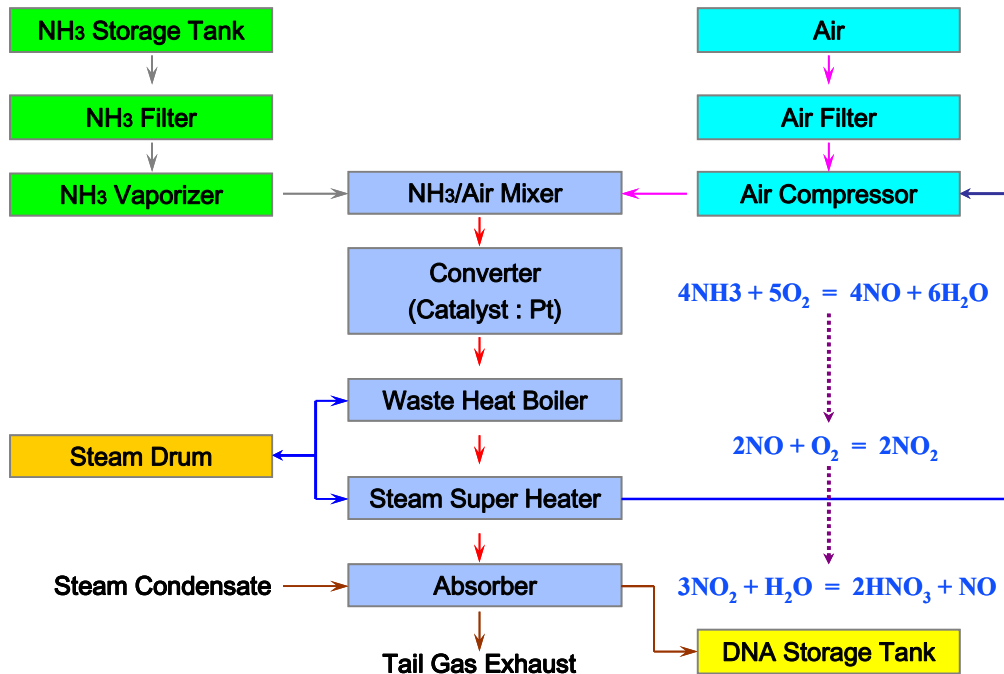 NH₃ Storage Tank
Air
NH₃ Filter
Air Filter
NH₃ Vaporizer
NH₃/Air Mixer
Air Compressor
Converter
(Catalyst : Pt)
4NH3 + 5O₂ = 4NO + 6H₂O
Waste Heat Boiler
Steam Drum
2NO + O₂ = 2NO₂
Steam Super Heater
Steam Condensate
Absorber
3NO₂ + H₂O = 2HNO₃ + NO
Tail Gas Exhaust
DNA Storage Tank